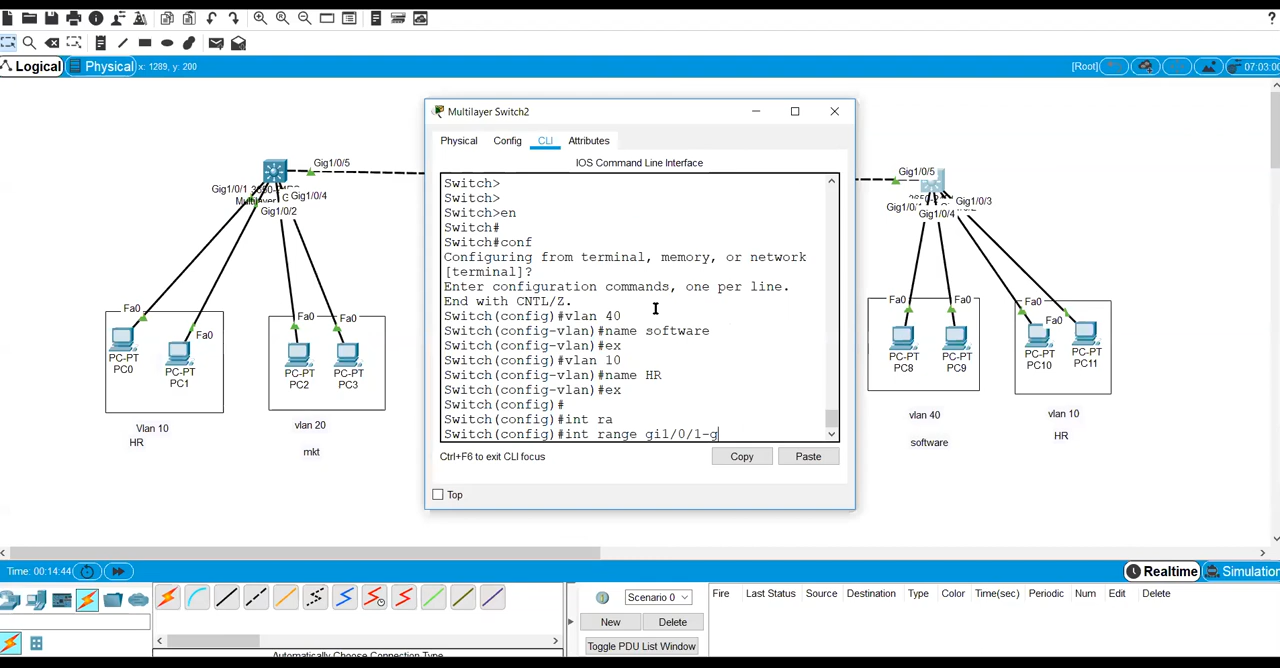 Logical
Physical
x: 1289, y: 200
[Root]
07:03:00
Multilayer Switch2
Physical
Config
CLI
Attributes
IOS Command Line Interface
Switch>
Switch>
Switch>en
Switch#
Switch#conf
Configuring from terminal, memory, or network
[terminal]?
Enter configuration commands, one per line.
End with CNTL/Z.
Switch(config)#vlan 40
Switch(config-vlan)#name software
Switch(config-vlan)#ex
Switch(config)#vlan 10
Switch(config-vlan)#name HR
Switch(config-vlan)#ex
Switch(config)#
Switch(config)#int ra
Switch(config)#int range gi1/0/1-g
Ctrl+F6 to exit CLI focus
Copy
Paste
Top
Gig1/0/5
Gig1/0/1
Gig1/0/4
Gig1/0/2
Fa0
Fa0
Fa0
Fa0
PC-PT
PC0
PC-PT
PC1
PC-PT
PC2
PC-PT
PC3
Vlan 10
HR
vlan 20
mkt
Gig1/0/5
Gig1/0/3
Gig1/0/4
Fa0
Fa0
Fa0
Fa0
PC-PT
PC8
PC-PT
PC9
PC-PT
PC10
PC-PT
PC11
vlan 40
software
vlan 10
HR
Time: 00:14:44
Realtime
Simulation
Scenario 0
New
Delete
Toggle PDU List Window
Fire
Last Status
Source
Destination
Type
Color
Time(sec)
Periodic
Num
Edit
Delete
Automatically Choose Connection Type